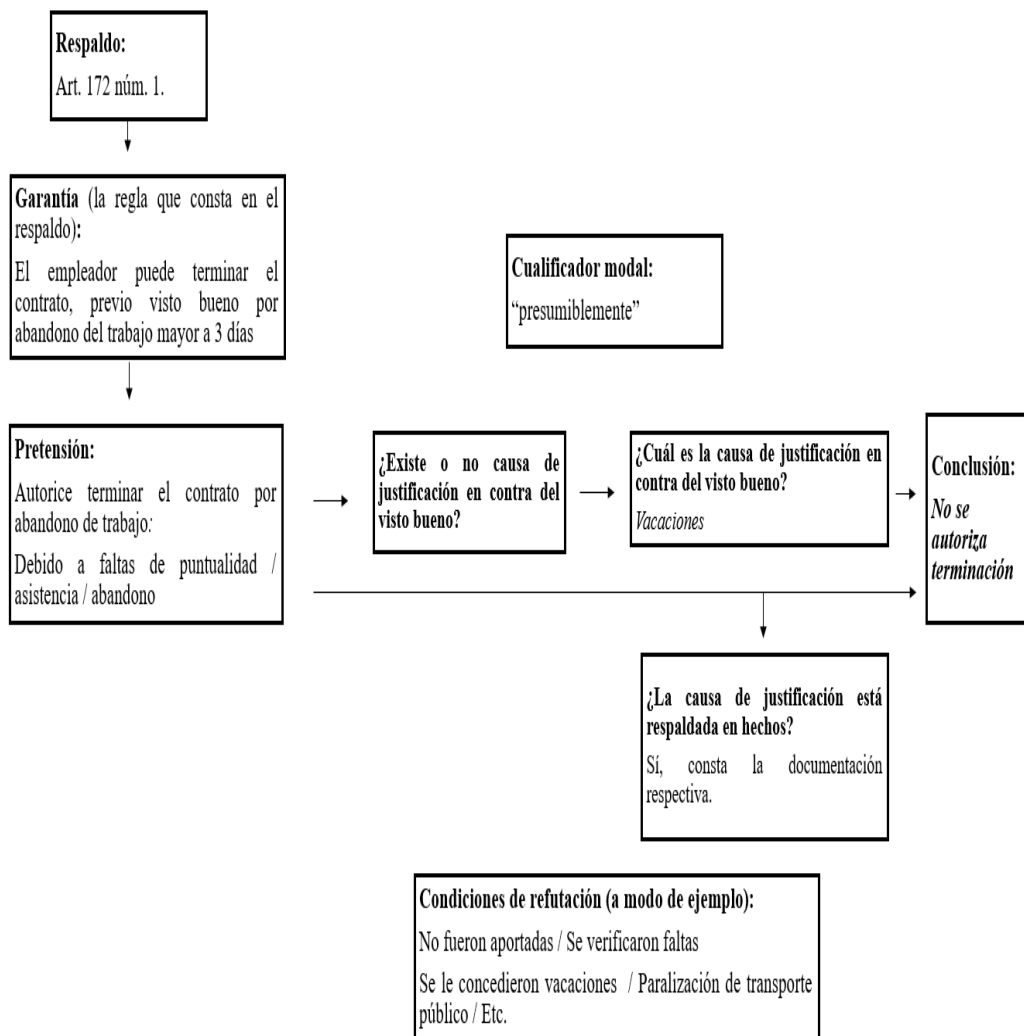 Respaldo:
Art. 172 núm. 1.
Garantía (la regla que consta en el
respaldo):
El empleador puede terminar el
contrato, previo visto bueno por
abandono del trabajo mayor a 3 días
Cualificador modal:
“presumiblemente”
Pretensión:
Autorice terminar el contrato por
abandono de trabajo:
Debido a faltas de puntualidad /
asistencia / abandono
¿Existe o no causa de
justificación en contra del
visto bueno?
¿Cuál es la causa de justificación en
contra del visto bueno?
Vacaciones
Conclusión:
No se
autoriza
terminación
¿La causa de justificación está
respaldada en hechos?
Sí, consta la documentación
respectiva.
Condiciones de refutación (a modo de ejemplo):
No fueron aportadas / Se verificaron faltas
Se le concedieron vacaciones / Paralización de transporte
público / Etc.